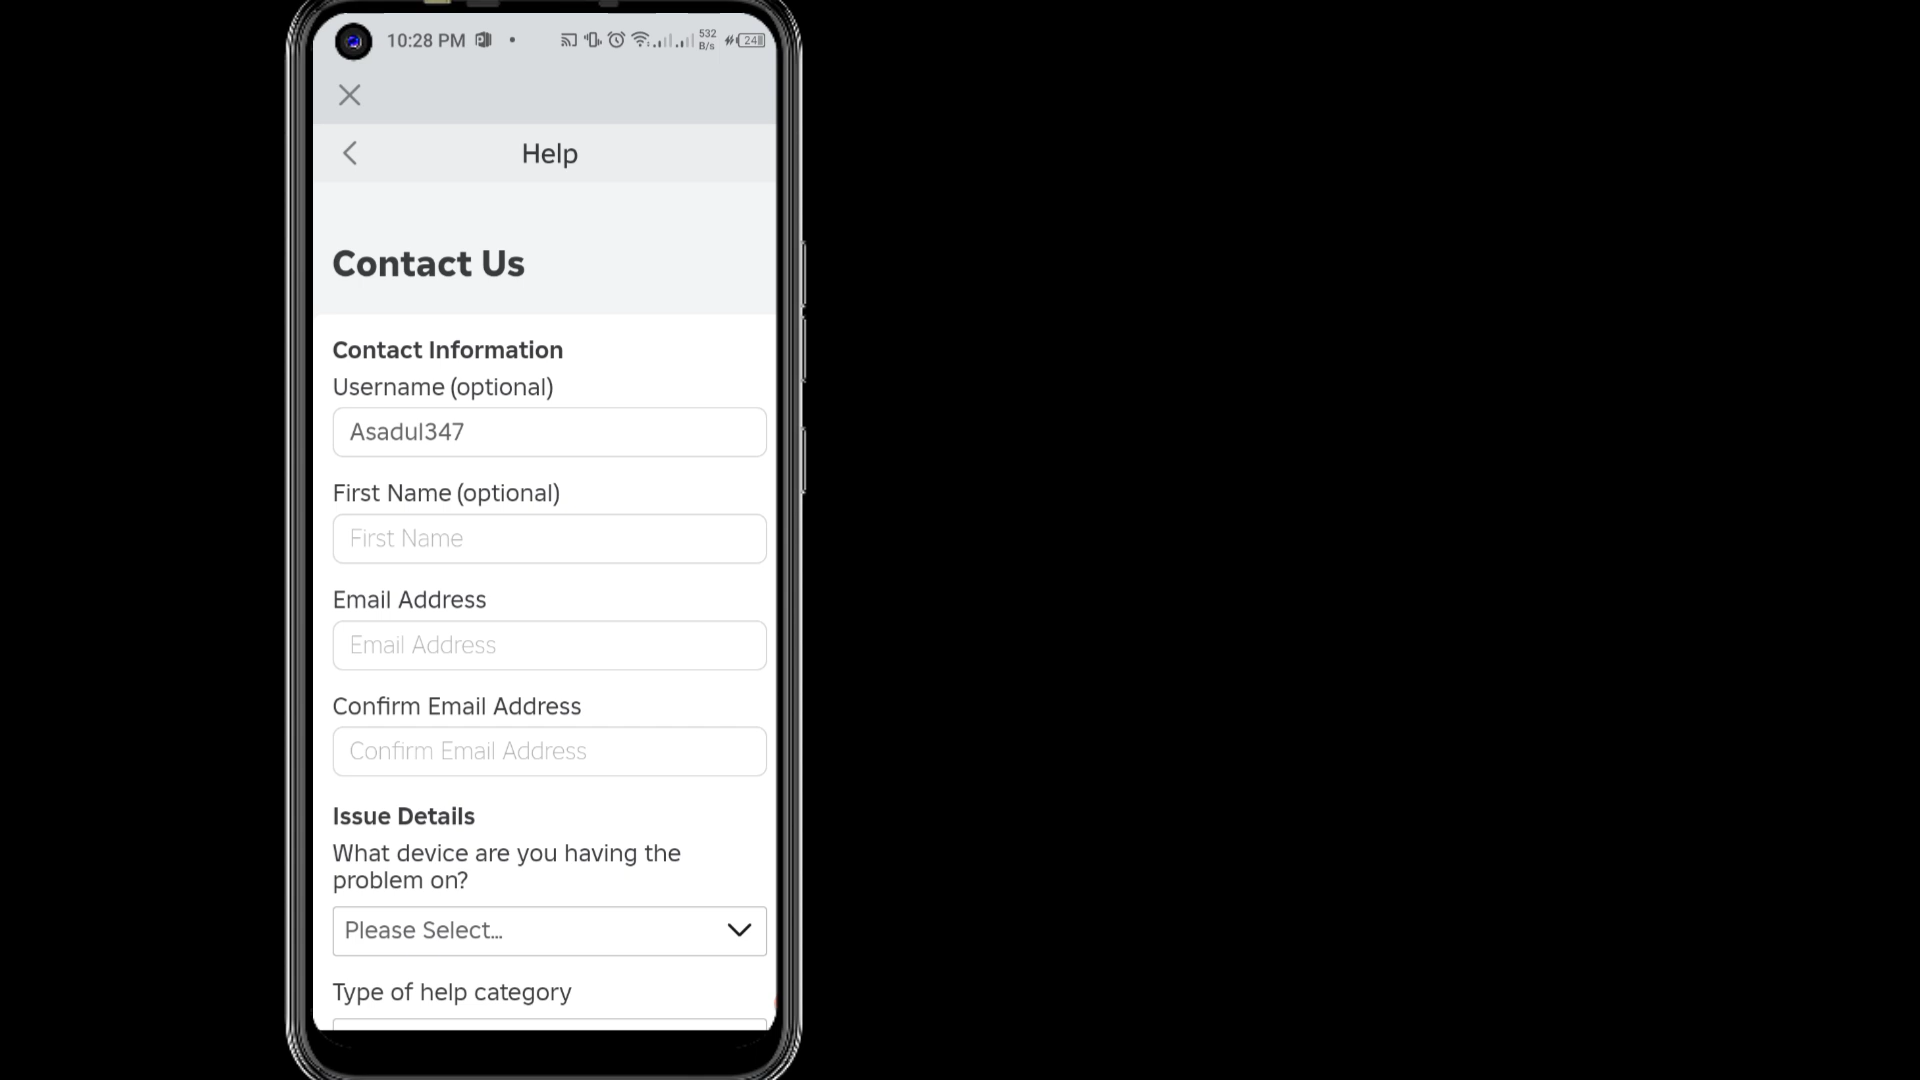 10:28 PM
532
B/s
24
Help
Contact Us
Contact Information
Username (optional)
Asadul347
First Name (optional)
First Name
Email Address
Email Address
Confirm Email Address
Confirm Email Address
Issue Details
What device are you having the
problem on?
Please Select...
Type of help category